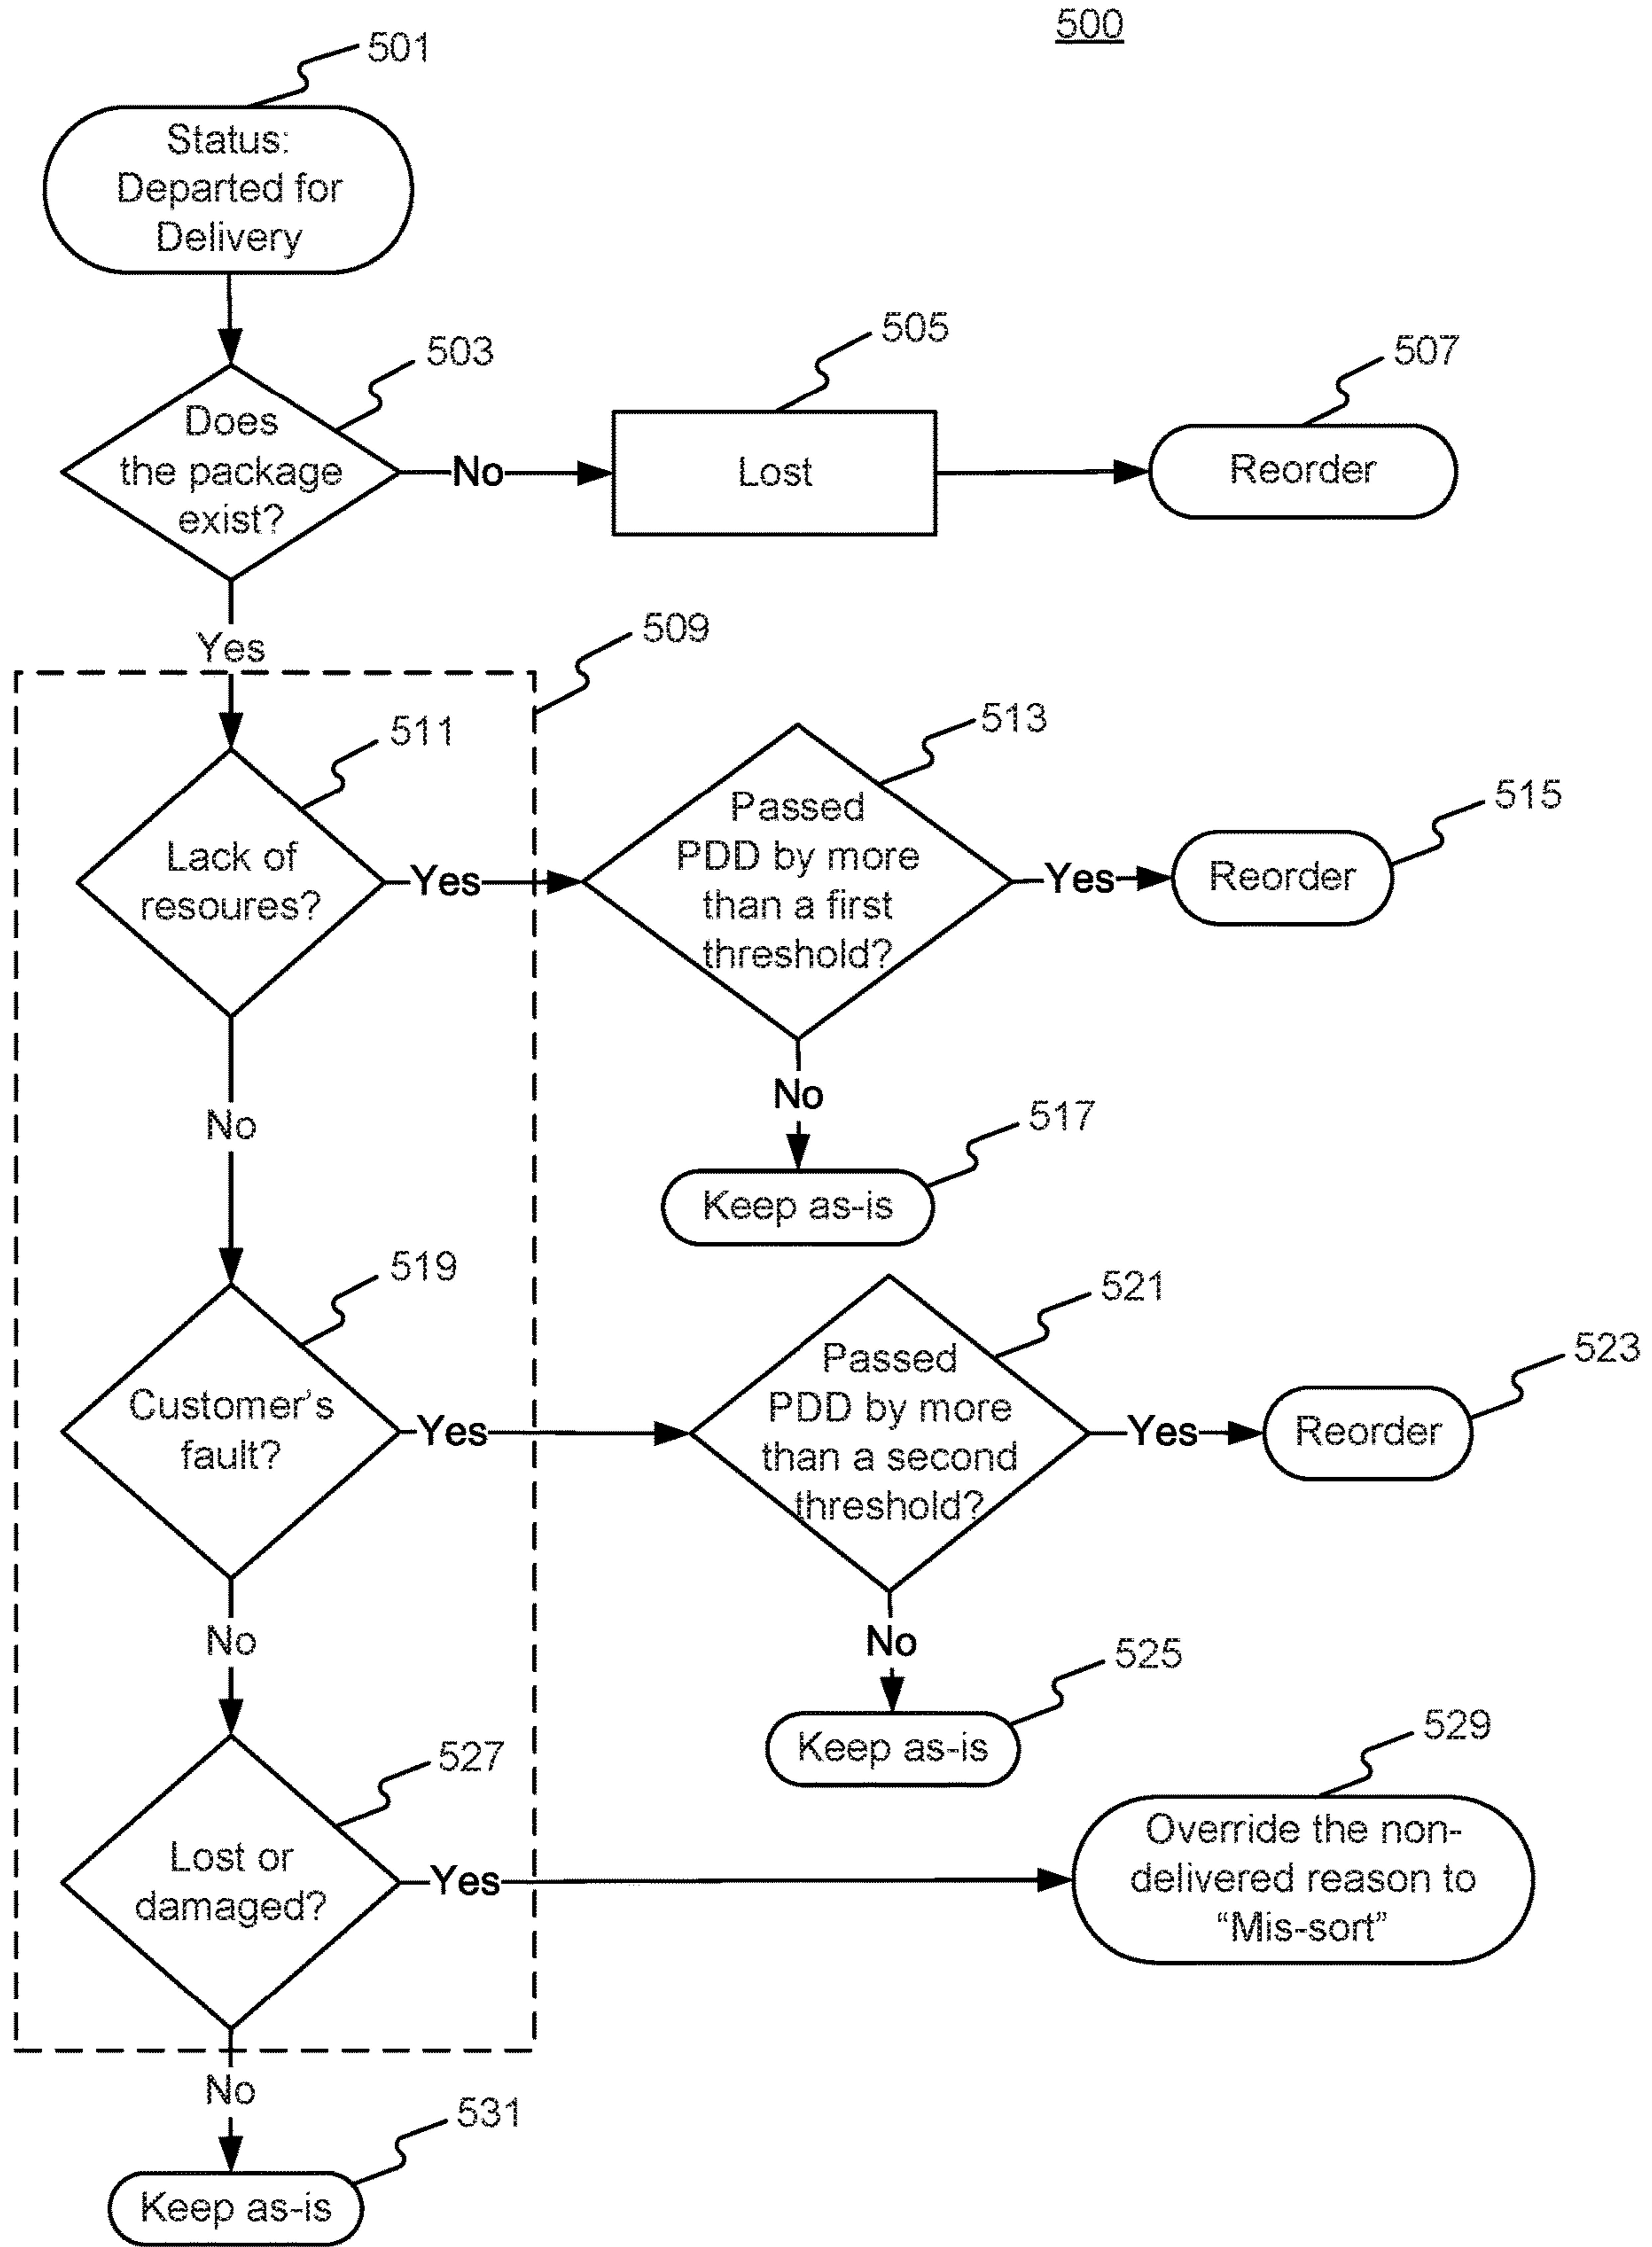 500
501
Status:
Departed for
Delivery
503
Does
the package
exist?
No
505
Lost
507
Reorder
Yes
509
511
Lack of
resoures?
Yes
513
Passed
PDD by more
than a first
threshold?
Yes
515
Reorder
No
517
Keep as-is
No
519
Customer's
fault?
Yes
521
Passed
PDD by more
than a second
threshold?
Yes
523
Reorder
No
525
Keep as-is
No
527
Lost or
damaged?
Yes
529
Override the non-
delivered reason to
“Mis-sort”
No
531
Keep as-is